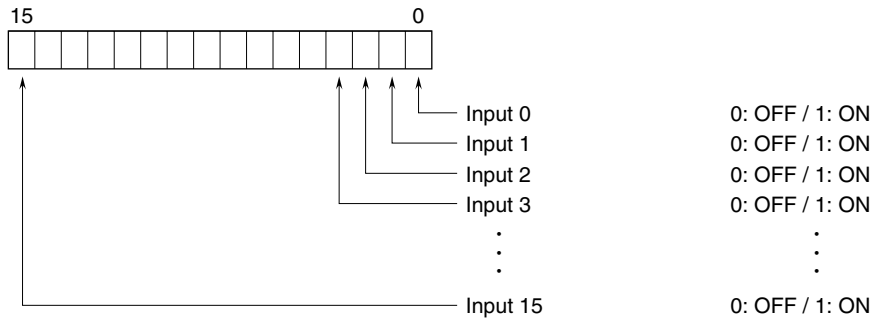 15 0
Input 0 0: OFF / 1: ON
Input 1 0: OFF / 1: ON
Input 2 0: OFF / 1: ON
Input 3 0: OFF / 1: ON
Input 15 0: OFF / 1: ON